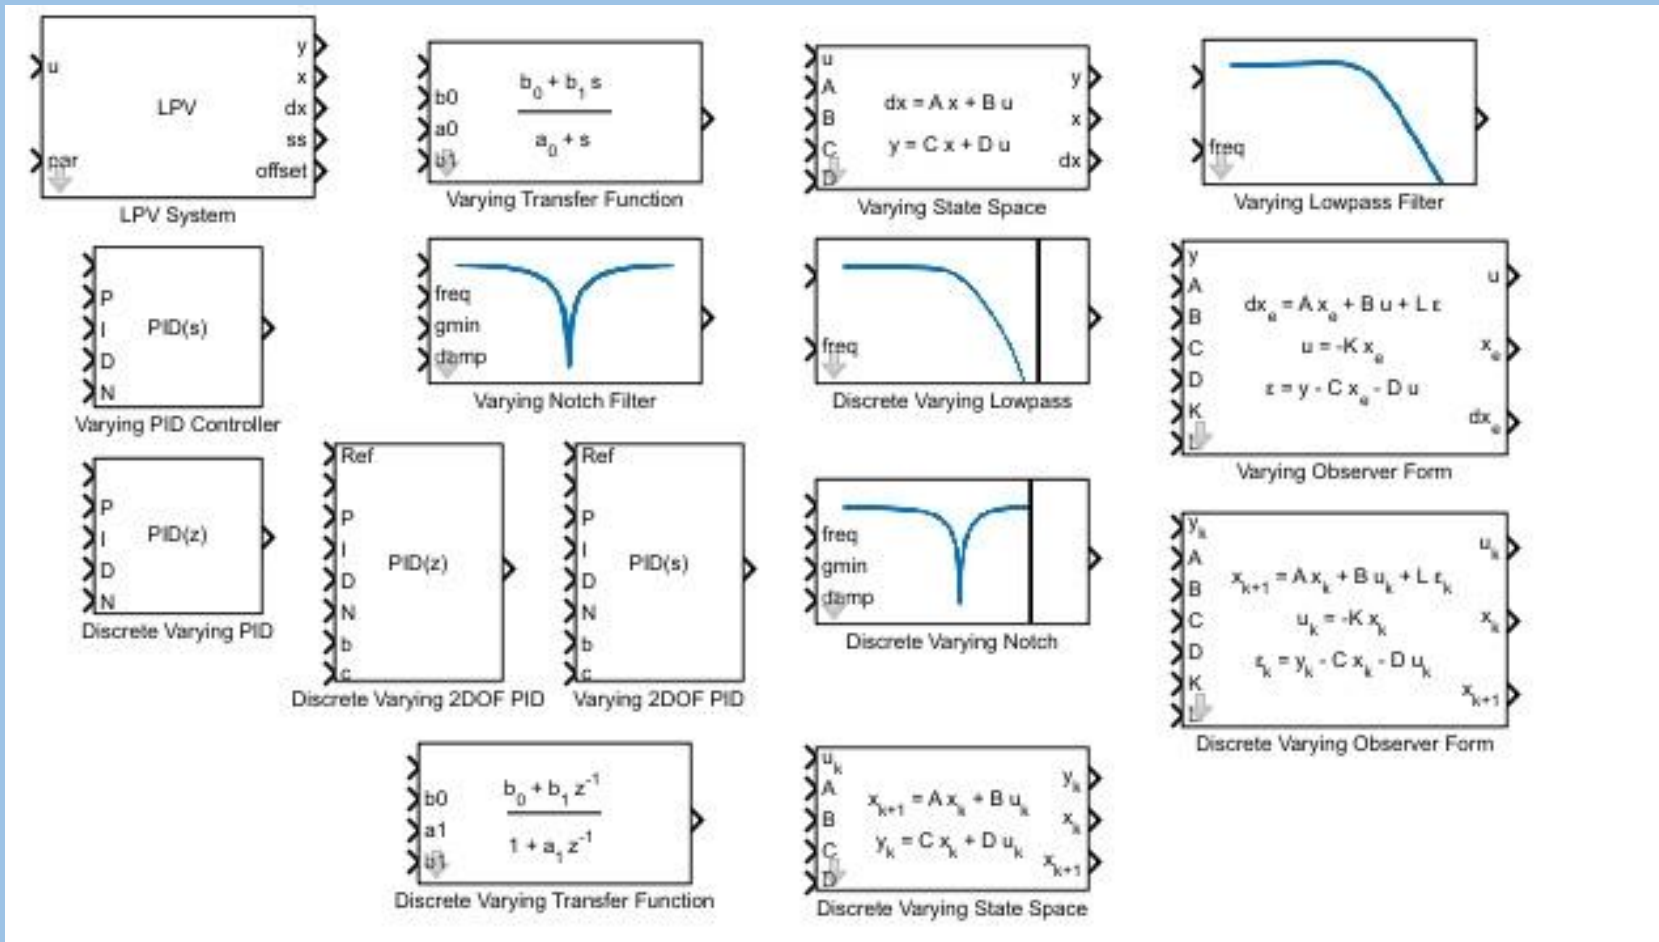 u
par
LPV
y
x
dx
ss
offset
LPV System
b0
a0
b1
b₀ + b₁ s
a₀ + s
Varying Transfer Function
u
A
B
C
D
dx = A x + B u
y = C x + D u
y
x
dx
Varying State Space
freq
Varying Lowpass Filter
P
I
D
N
PID(s)
Varying PID Controller
freq
gmin
damp
Varying Notch Filter
freq
Discrete Varying Lowpass
y
A
B
C
D
K
L
dxₑ = A xₑ + B u + L ε
u = -K xₑ
ε = y - C xₑ - D u
u
xₑ
dxₑ
Varying Observer Form
P
I
D
N
PID(z)
Discrete Varying PID
Ref
P
I
D
N
b
c
PID(z)
Discrete Varying 2DOF PID
Ref
P
I
D
N
b
c
PID(s)
Varying 2DOF PID
freq
gmin
damp
Discrete Varying Notch
yₖ
A
B
C
D
K
L
xₖ₊₁ = A xₖ + B uₖ + L εₖ
uₖ = -K xₖ
εₖ = yₖ - C xₖ - D uₖ
uₖ
xₖ
xₖ₊₁
Discrete Varying Observer Form
b0
a1
b1
b₀ + b₁ z⁻¹
1 + a₁ z⁻¹
Discrete Varying Transfer Function
uₖ
A
B
C
D
xₖ₊₁ = A xₖ + B uₖ
yₖ = C xₖ + D uₖ
yₖ
xₖ
xₖ₊₁
Discrete Varying State Space